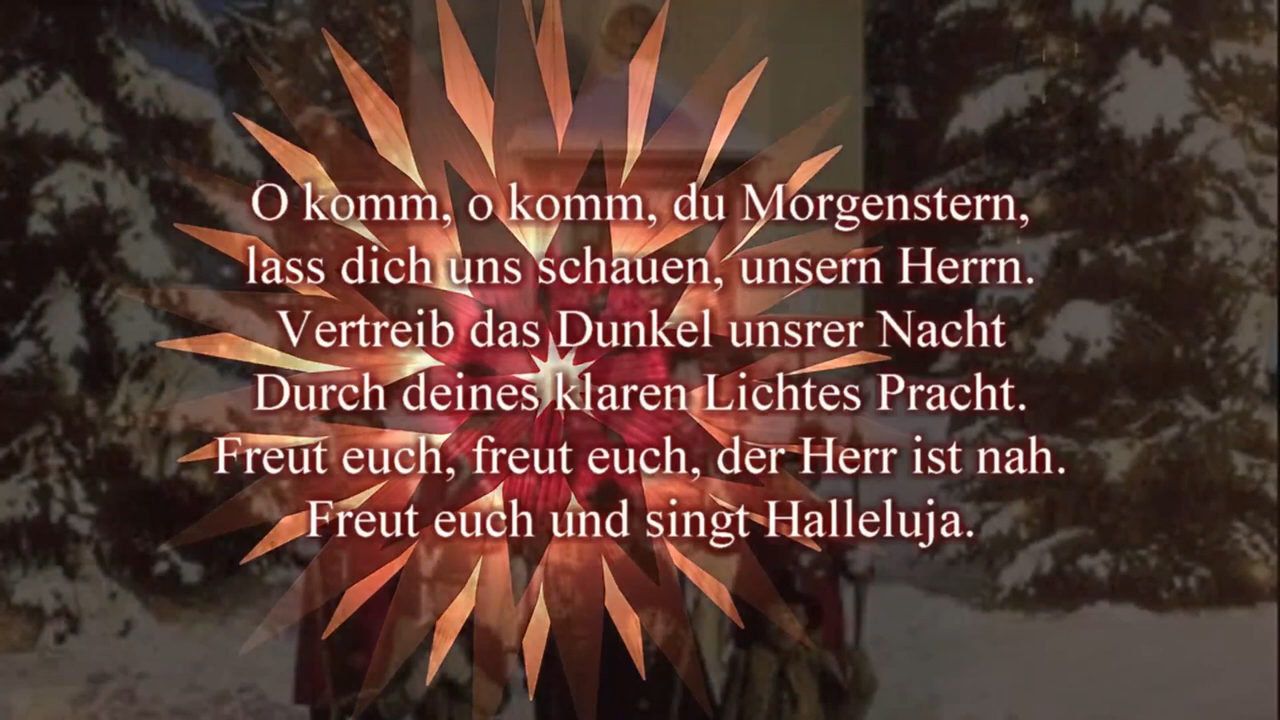 O komm, o komm, du Morgenstern,
lass dich uns schauen, unsern Herrn.
Vertreib das Dunkel unsrer Nacht
Durch deines klaren Lichtes Pracht.
Freut euch, freut euch, der Herr ist nah.
Freut euch und singt Halleluja.